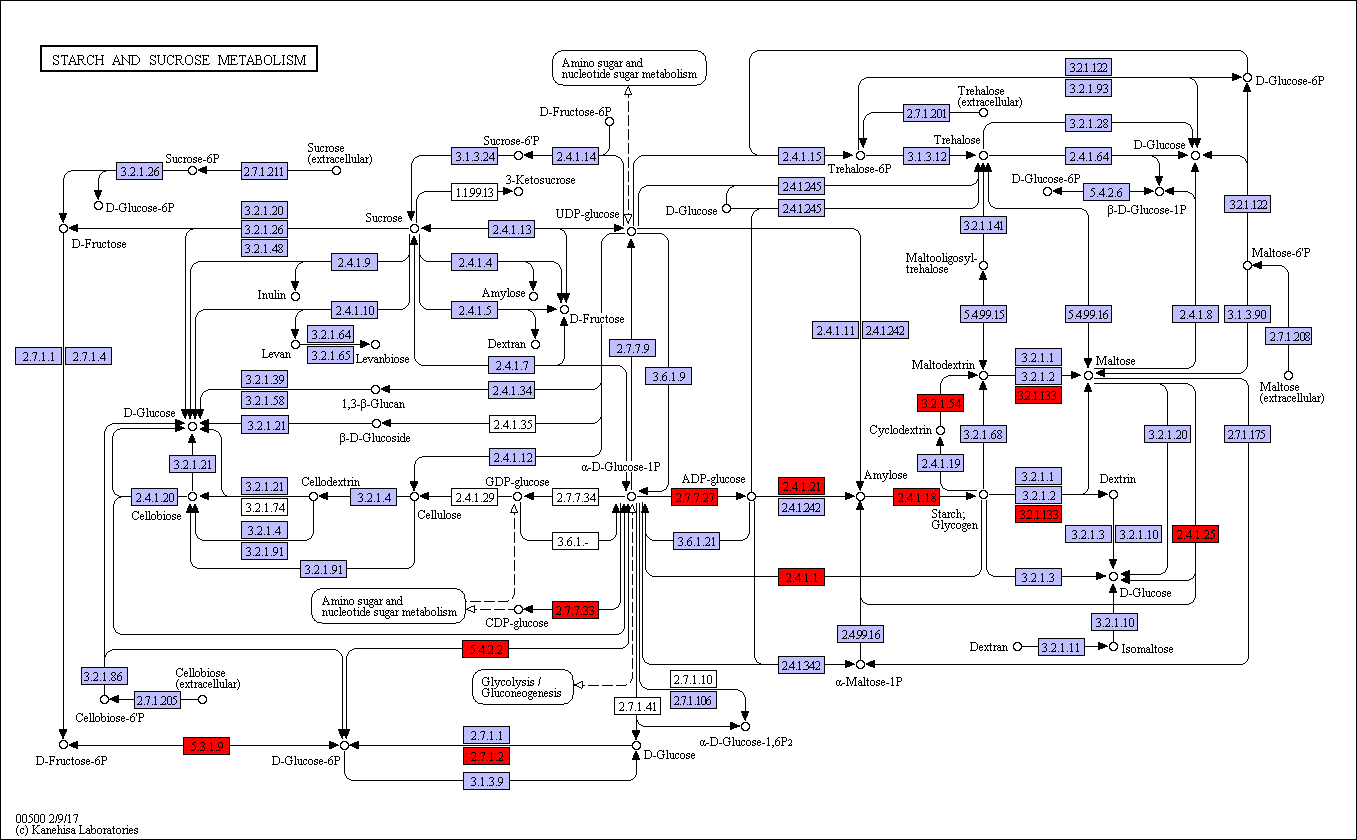 STARCH AND SUCROSE METABOLISM
Amino sugar and
nucleotide sugar metabolism
3.2.1.122
D-Glucose-6P
3.2.1.93
Trehalose
(extracellular)
2.7.1.201
D-Fructose-6P
3.2.1.28
Sucrose-6'P
Trehalose
D-Glucose
Sucrose
(extracellular)
Sucrose-6P
3.1.3.24
2.4.1.14
2.4.1.15
3.1.3.12
2.4.1.64
Trehalose-6P
3.2.1.26
2.7.1.211
3-Ketosucrose
1.1.99.13
2.4.1.245
D-Glucose-6P
5.4.2.6
β-D-Glucose-1P
D-Glucose-6P
3.2.1.20
D-Glucose
2.4.1.245
3.2.1.122
Sucrose
UDP-glucose
3.2.1.26
2.4.1.13
3.2.1.141
D-Fructose
3.2.1.48
Maltose-6'P
2.4.1.9
2.4.1.4
Maltooligosyl-
trehalose
Inulin
Amylose
2.4.1.10
2.4.1.5
D-Fructose
5.4.99.15
5.4.99.16
2.4.1.8
3.1.3.90
3.2.1.64
2.4.1.11
2.4.1.242
2.7.1.208
Levan
3.2.1.65
Levanbiose
Dextran
2.7.7.9
2.7.1.1
2.7.1.4
2.4.1.7
Maltodextrin
3.2.1.1
Maltose
3.2.1.39
3.6.1.9
3.2.1.2
2.4.1.34
3.2.1.133
Maltose
(extracellular)
3.2.1.58
1,3-β-Glucan
3.2.1.54
D-Glucose
3.2.1.21
2.4.1.35
Cyclodextrin
3.2.1.68
3.2.1.20
2.7.1.175
β-D-Glucoside
2.4.1.12
3.2.1.21
α-D-Glucose-1P
2.4.1.19
GDP-glucose
ADP-glucose
Amylose
3.2.1.1
Dextrin
3.2.1.21
Cellodextrin
2.4.1.21
2.4.1.20
3.2.1.4
2.4.1.29
2.7.7.34
2.7.7.27
2.4.1.18
3.2.1.2
Cellobiose
3.2.1.74
Cellulose
2.4.1.242
Starch;
Glycogen
3.2.1.133
3.2.1.4
3.6.1.-
3.6.1.21
3.2.1.3
3.2.1.10
2.4.1.25
3.2.1.91
3.2.1.91
2.4.1.1
3.2.1.3
D-Glucose
Amino sugar and
nucleotide sugar metabolism
2.7.7.33
CDP-glucose
3.2.1.10
2.4.99.16
5.4.2.2
Dextran
3.2.1.11
Isomaltose
2.4.1.342
3.2.1.86
Cellobiose
(extracellular)
Glycolysis /
Gluconeogenesis
2.7.1.10
α-Maltose-1P
2.7.1.205
2.7.1.106
Cellobiose-6'P
2.7.1.41
2.7.1.1
α-D-Glucose-1,6P2
5.3.1.9
2.7.1.2
D-Glucose
D-Fructose-6P
D-Glucose-6P
3.1.3.9
00500 2/9/17
(c) Kanehisa Laboratories